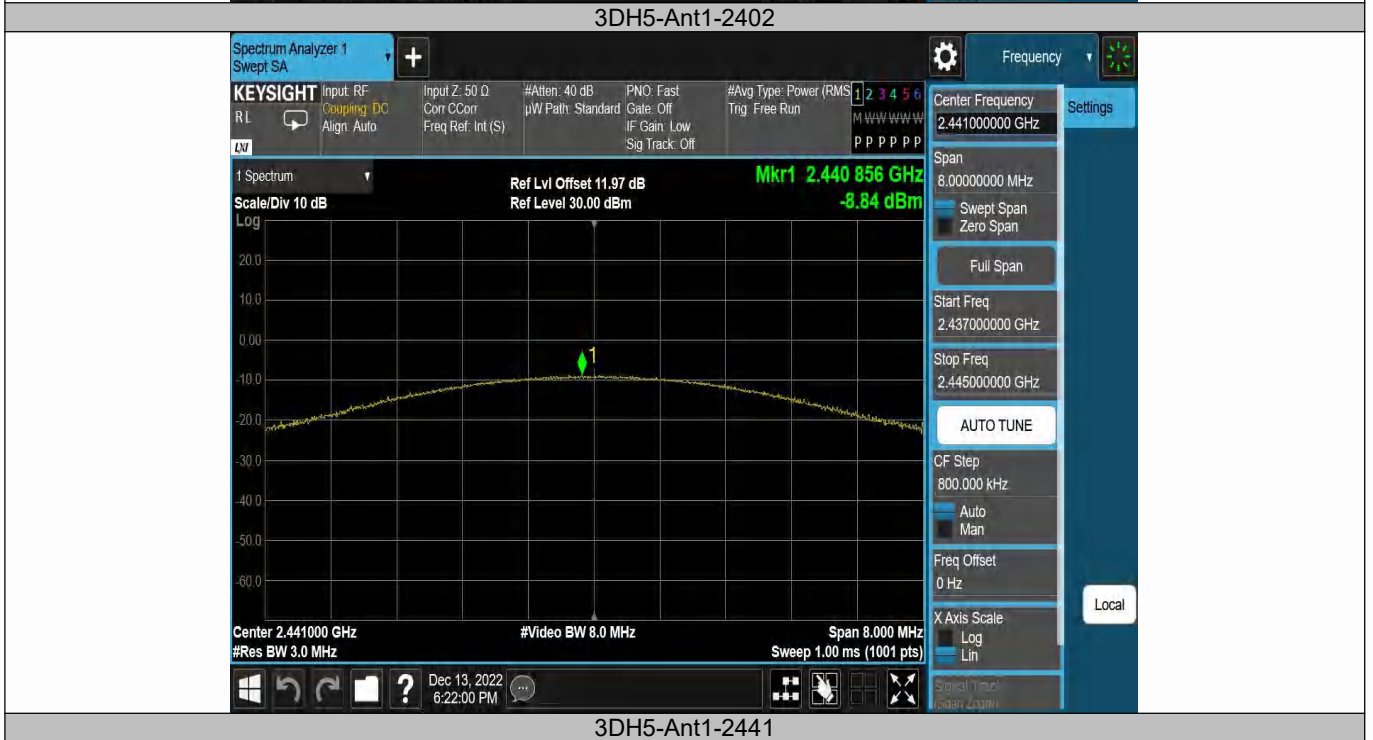 3DH5-Ant1-2402
Spectrum Analyzer 1
Swept SA
+
Frequency
KEYSIGHT
RL
LXI
Input: RF
Coupling: DC
Align: Auto
Input Z: 50 Ω
Corr CCorr
Freq Ref: Int (S)
#Atten: 40 dB
µW Path: Standard
PNO: Fast
Gate: Off
IF Gain: Low
Sig Track: Off
#Avg Type: Power (RMS
Trig: Free Run
1 2 3 4 5 6
M W W W W W
P P P P P P
Center Frequency
2.441000000 GHz
Settings
1 Spectrum
Scale/Div 10 dB
Log
Ref Lvl Offset 11.97 dB
Ref Level 30.00 dBm
Mkr1 2.440 856 GHz
-8.84 dBm
Span
8.00000000 MHz
Swept Span
Zero Span
Full Span
Start Freq
2.437000000 GHz
Stop Freq
2.445000000 GHz
AUTO TUNE
CF Step
800.000 kHz
Auto
Man
Freq Offset
0 Hz
X Axis Scale
Log
Lin
Local
20.0
10.0
0.00
1
-10.0
-20.0
-30.0
-40.0
-50.0
-60.0
Center 2.441000 GHz
#Res BW 3.0 MHz
#Video BW 8.0 MHz
Span 8.000 MHz
Sweep 1.00 ms (1001 pts)
Signal Track
(Span Zoom)
?
Dec 13, 2022
6:22:00 PM
3DH5-Ant1-2441